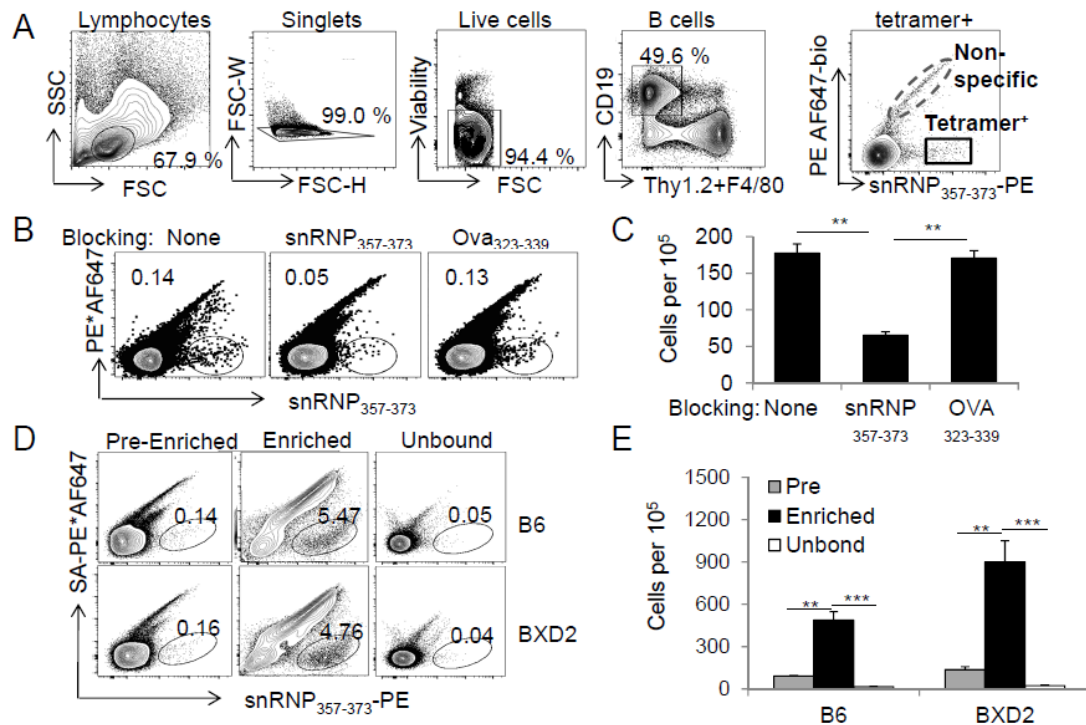 A
Lymphocytes
SSC
67.9 %
FSC
Singlets
FSC-W
99.0 %
FSC-H
Live cells
Viability
94.4 %
FSC
B cells
CD19
49.6 %
Thy1.2+F4/80
tetramer+
PE AF647-bio
Non-
specific
Tetramer⁺
snRNP₃₅₇₋₃₇₃-PE
B
Blocking: None
snRNP₃₅₇₋₃₇₃
Ova₃₂₃₋₃₃₉
PE*AF647
0.14
0.05
0.13
snRNP₃₅₇₋₃₇₃
C
Cells per 10⁵
200
150
100
50
0
**
**
Blocking: None
snRNP
357-373
OVA
323-339
D
Pre-Enriched
Enriched
Unbound
SA-PE*AF647
0.14
5.47
0.05
B6
0.16
4.76
0.04
BXD2
snRNP₃₅₇₋₃₇₃-PE
E
Cells per 10⁵
1500
1200
900
600
300
0
Pre
Enriched
Unbond
**
***
**
***
B6
BXD2